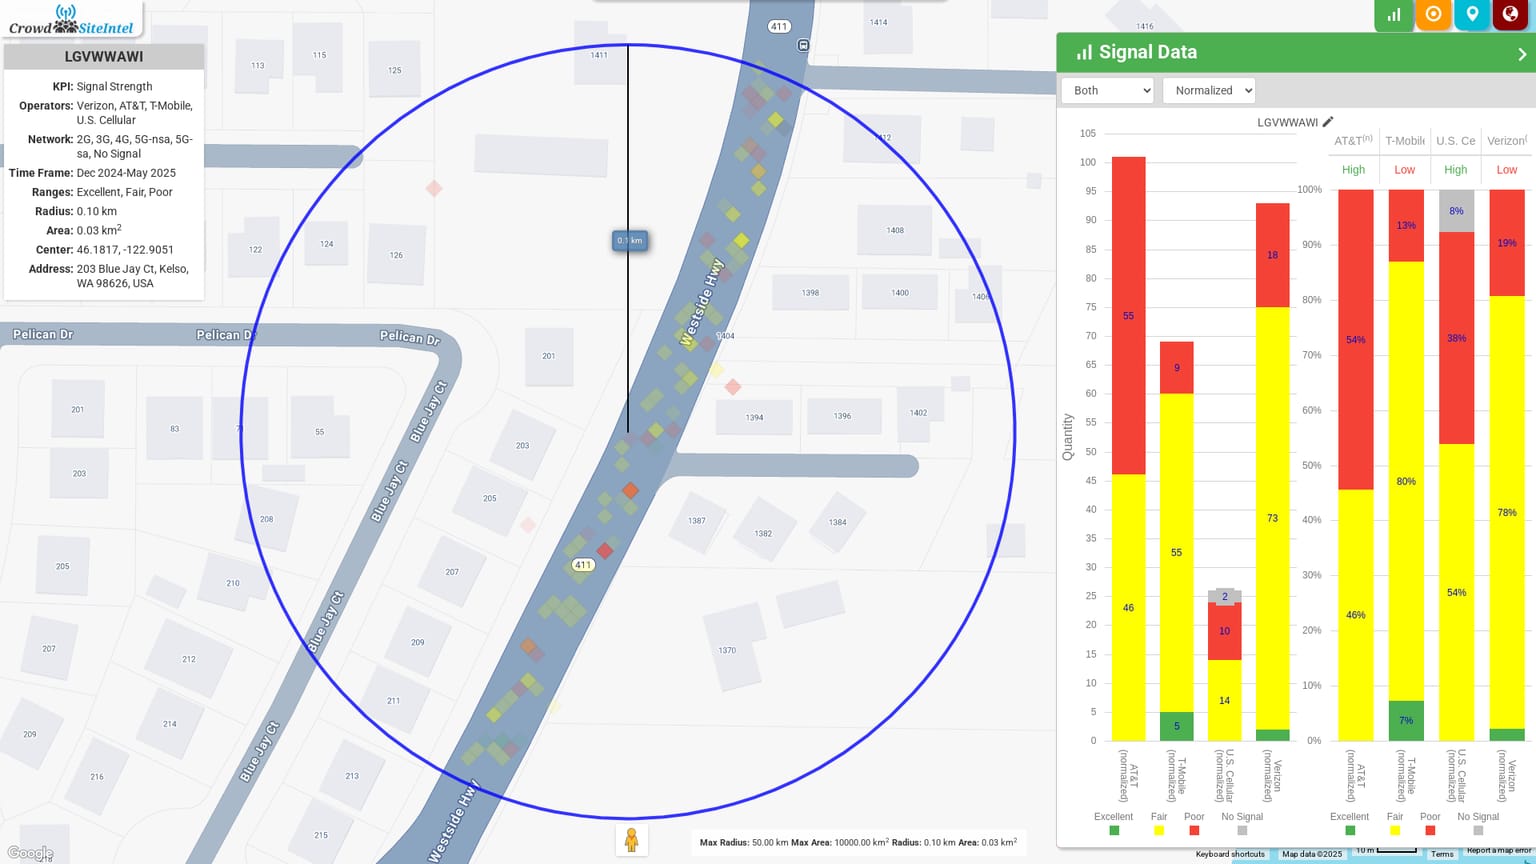 Crowd SiteIntel
LGVWWAWI
KPI: Signal Strength
Operators: Verizon, AT&T, T-Mobile,
U.S. Cellular
Network: 2G, 3G, 4G, 5G-nsa, 5G-
sa, No Signal
Time Frame: Dec 2024-May 2025
Ranges: Excellent, Fair, Poor
Radius: 0.10 km
Area: 0.03 km²
Center: 46.1817, -122.9051
Address: 203 Blue Jay Ct, Kelso,
WA 98626, USA
113
115
125
1411
411
1414
1416
122
124
126
0.1 km
1408
1398
1400
1404
Pelican Dr
Pelican Dr
Pelican Dr
Westside Hwy
201
201
83
55
203
203
Blue Jay Ct
Blue Jay Ct
Blue Jay Ct
Blue Jay Ct
1394
1396
1402
205
205
208
1387
1382
1384
411
207
210
207
209
212
1370
209
214
211
216
213
215
218
Westside Hwy
Google
Max Radius: 50.00 km Max Area: 10000.00 km² Radius: 0.10 km Area: 0.03 km²
Signal Data
Both
Normalized
LGVWWAWI
Quantity
105
100
95
90
85
80
75
70
65
60
55
50
45
40
35
30
25
20
15
10
5
0
55
46
9
55
5
2
10
14
18
73
AT&T (normalized)
T-Mobile (normalized)
U.S. Cellular (normalized)
Verizon (normalized)
Excellent
Fair
Poor
No Signal
AT&T(n)
T-Mobile
U.S. Ce
Verizon(
High
Low
High
Low
100%
90%
80%
70%
60%
50%
40%
30%
20%
10%
0%
54%
46%
13%
80%
7%
8%
38%
54%
19%
78%
AT&T (normalized)
T-Mobile (normalized)
U.S. Cellular (normalized)
Verizon (normalized)
Excellent
Fair
Poor
No Signal
Keyboard shortcuts
Map data ©2025
10 m
Terms
Report a map error